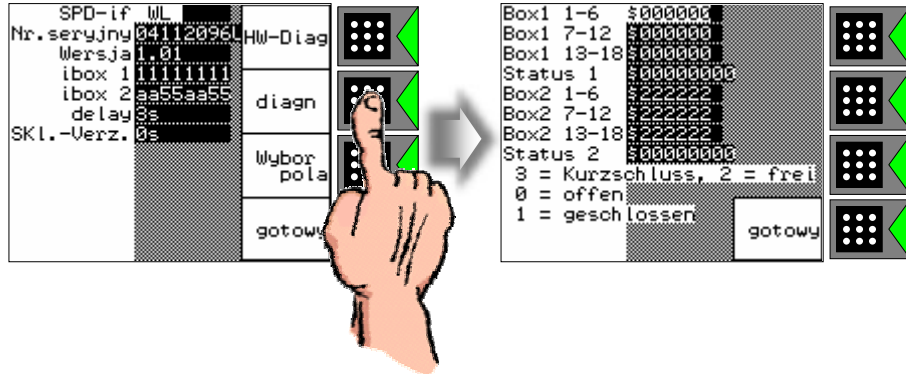 SPD-if WL
Nr.seryjny 04112096L
Wersja 1.01
ibox 1 11111111
ibox 2 aa55aa55
delay 8s
SKl.-Verz. 0s
HW-Diag
diagn
Wybor
pola
gotowy
Box1 1-6 $000000
Box1 7-12 $000000
Box1 13-18 $000000
Status 1 $00000000
Box2 1-6 $222222
Box2 7-12 $222222
Box2 13-18 $222222
Status 2 $00000000
3 = Kurzschluss, 2 = frei
0 = offen
1 = geschlossen
gotowy